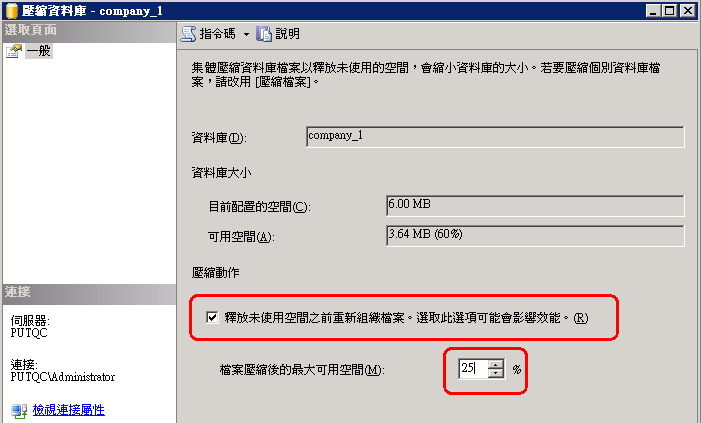 壓縮資料庫 - company_1
選取頁面
一般
指令碼
說明
集體壓縮資料庫檔案以釋放未使用的空間，會縮小資料庫的大小。若要壓縮個別資料庫檔
案，請改用 [壓縮檔案]。
資料庫(D):
company_1
資料庫大小
目前配置的空間(C):
6.00 MB
可用空間(A):
3.64 MB (60%)
壓縮動作
釋放未使用空間之前重新組織檔案。選取此選項可能會影響效能。(R)
檔案壓縮後的最大可用空間(M):
25
%
連接
伺服器:
PUTQC
連接:
PUTQC\Administrator
檢視連接屬性